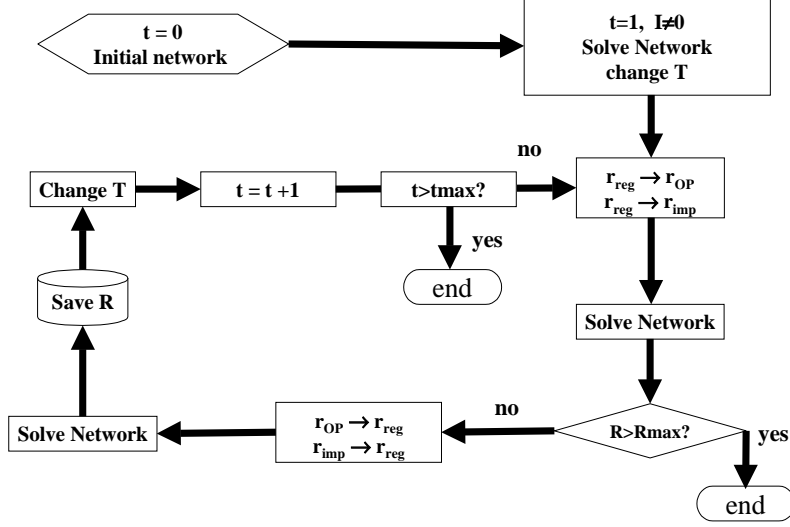 t = 0
Initial network
t=1, I≠0
Solve Network
change T
no
Change T
t = t +1
t>tmax?
r_reg → r_OP
r_reg → r_imp
yes
end
Save R
Solve Network
no
Solve Network
r_OP → r_reg
r_imp → r_reg
R>Rmax?
yes
end